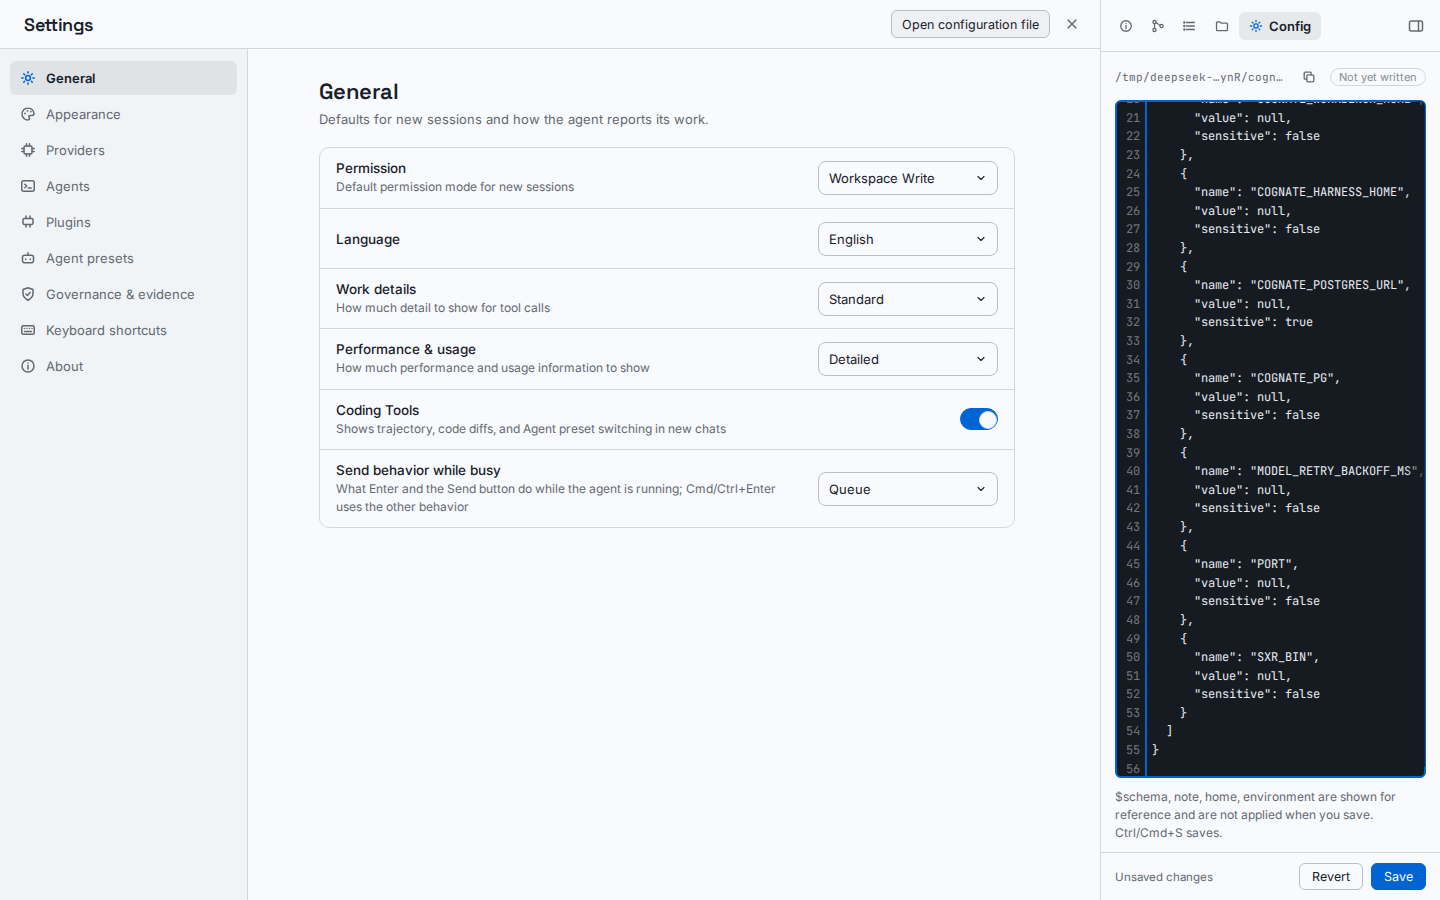 Settings
Open configuration file
Config
General
Appearance
Providers
Agents
Plugins
Agent presets
Governance & evidence
Keyboard shortcuts
About
General
Defaults for new sessions and how the agent reports its work.
Permission
Default permission mode for new sessions
Workspace Write
Language
English
Work details
How much detail to show for tool calls
Standard
Performance & usage
How much performance and usage information to show
Detailed
Coding Tools
Shows trajectory, code diffs, and Agent preset switching in new chats
Send behavior while busy
What Enter and the Send button do while the agent is running; Cmd/Ctrl+Enter
uses the other behavior
Queue
/tmp/deepseek-…ynR/cogn…
Not yet written
21 "value": null,
22 "sensitive": false
23 },
24 {
25 "name": "COGNATE_HARNESS_HOME",
26 "value": null,
27 "sensitive": false
28 },
29 {
30 "name": "COGNATE_POSTGRES_URL",
31 "value": null,
32 "sensitive": true
33 },
34 {
35 "name": "COGNATE_PG",
36 "value": null,
37 "sensitive": false
38 },
39 {
40 "name": "MODEL_RETRY_BACKOFF_MS",
41 "value": null,
42 "sensitive": false
43 },
44 {
45 "name": "PORT",
46 "value": null,
47 "sensitive": false
48 },
49 {
50 "name": "SXR_BIN",
51 "value": null,
52 "sensitive": false
53 }
54 ]
55 }
56
$schema, note, home, environment are shown for
reference and are not applied when you save.
Ctrl/Cmd+S saves.
Unsaved changes
Revert
Save